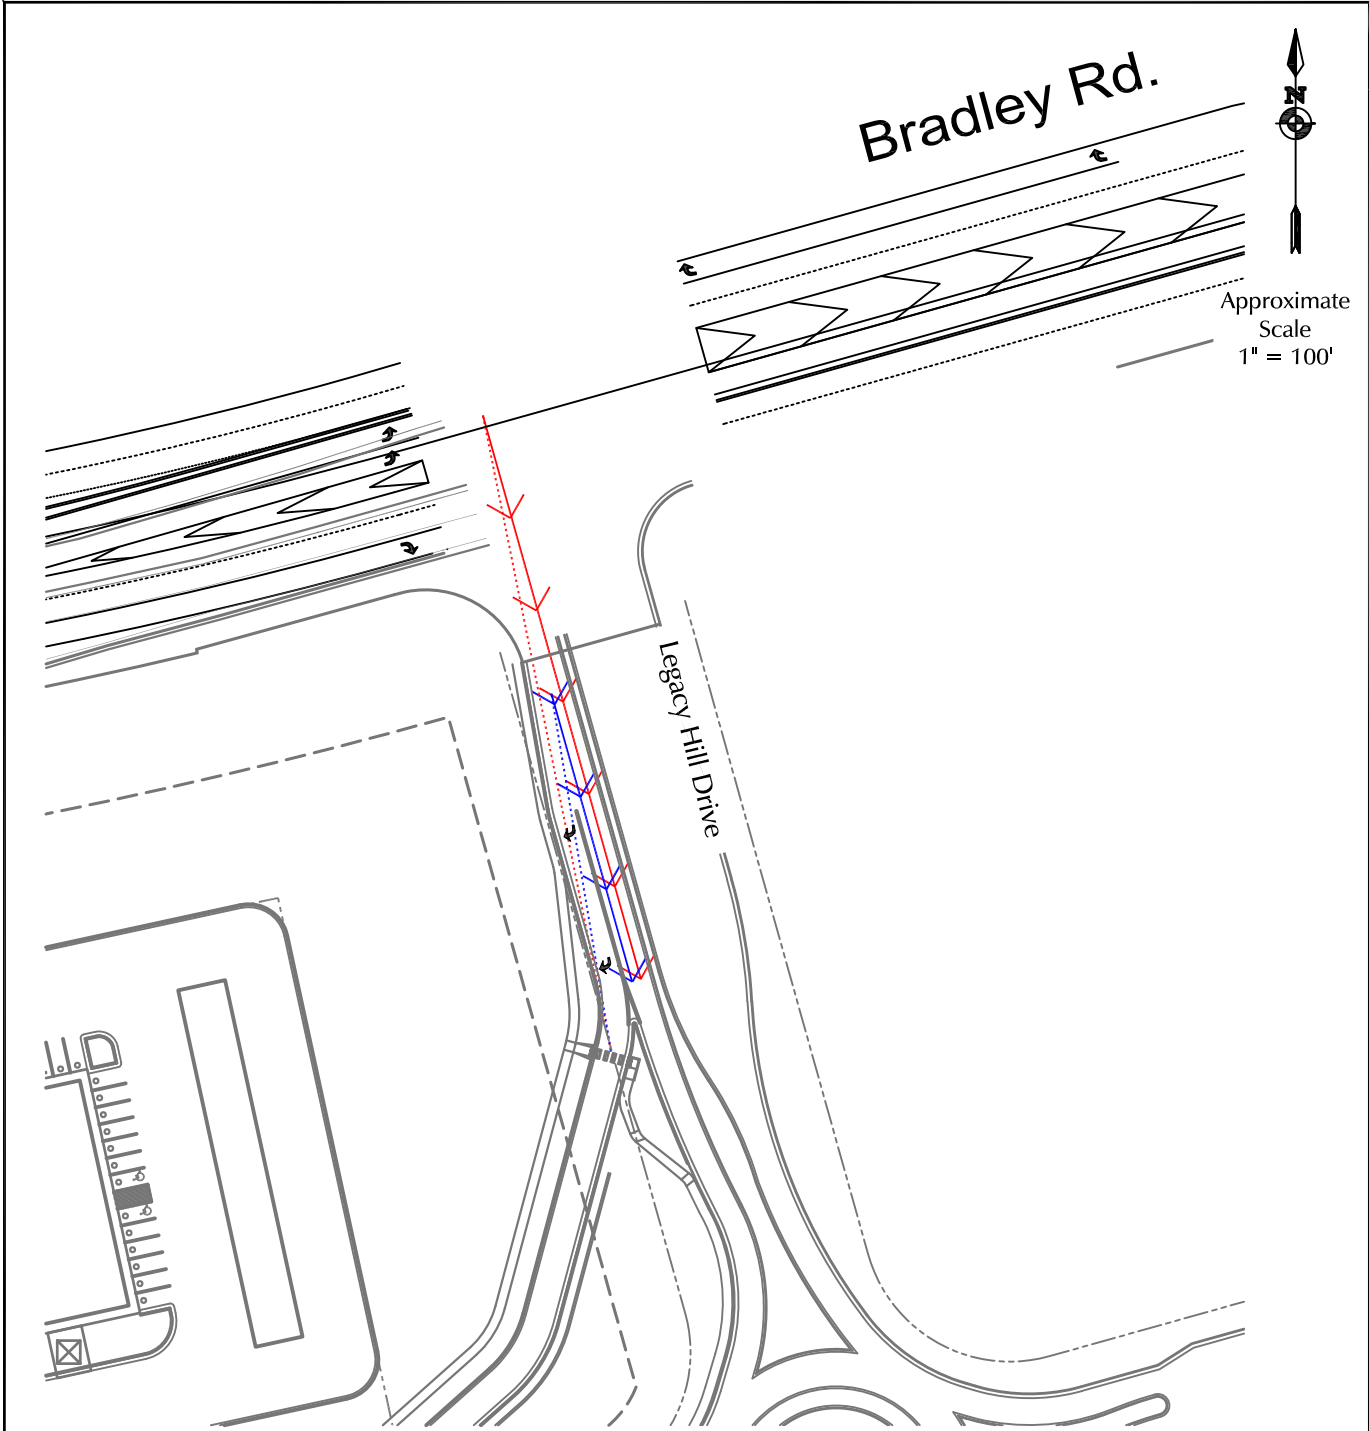 Bradley Rd.
N
Approximate
Scale
1" = 100'
Legacy Hill Drive